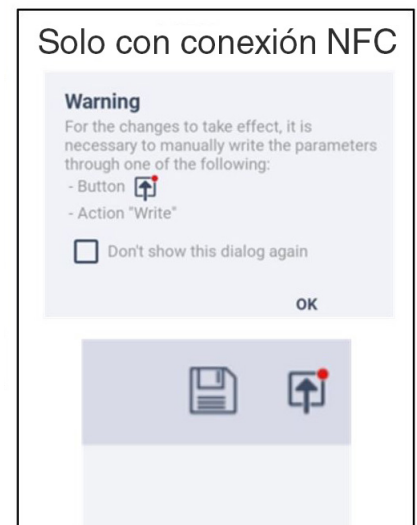 Solo con conexión NFC
Warning
For the changes to take effect, it is
necessary to manually write the parameters
through one of the following:
- Button
- Action "Write"
Don't show this dialog again
OK